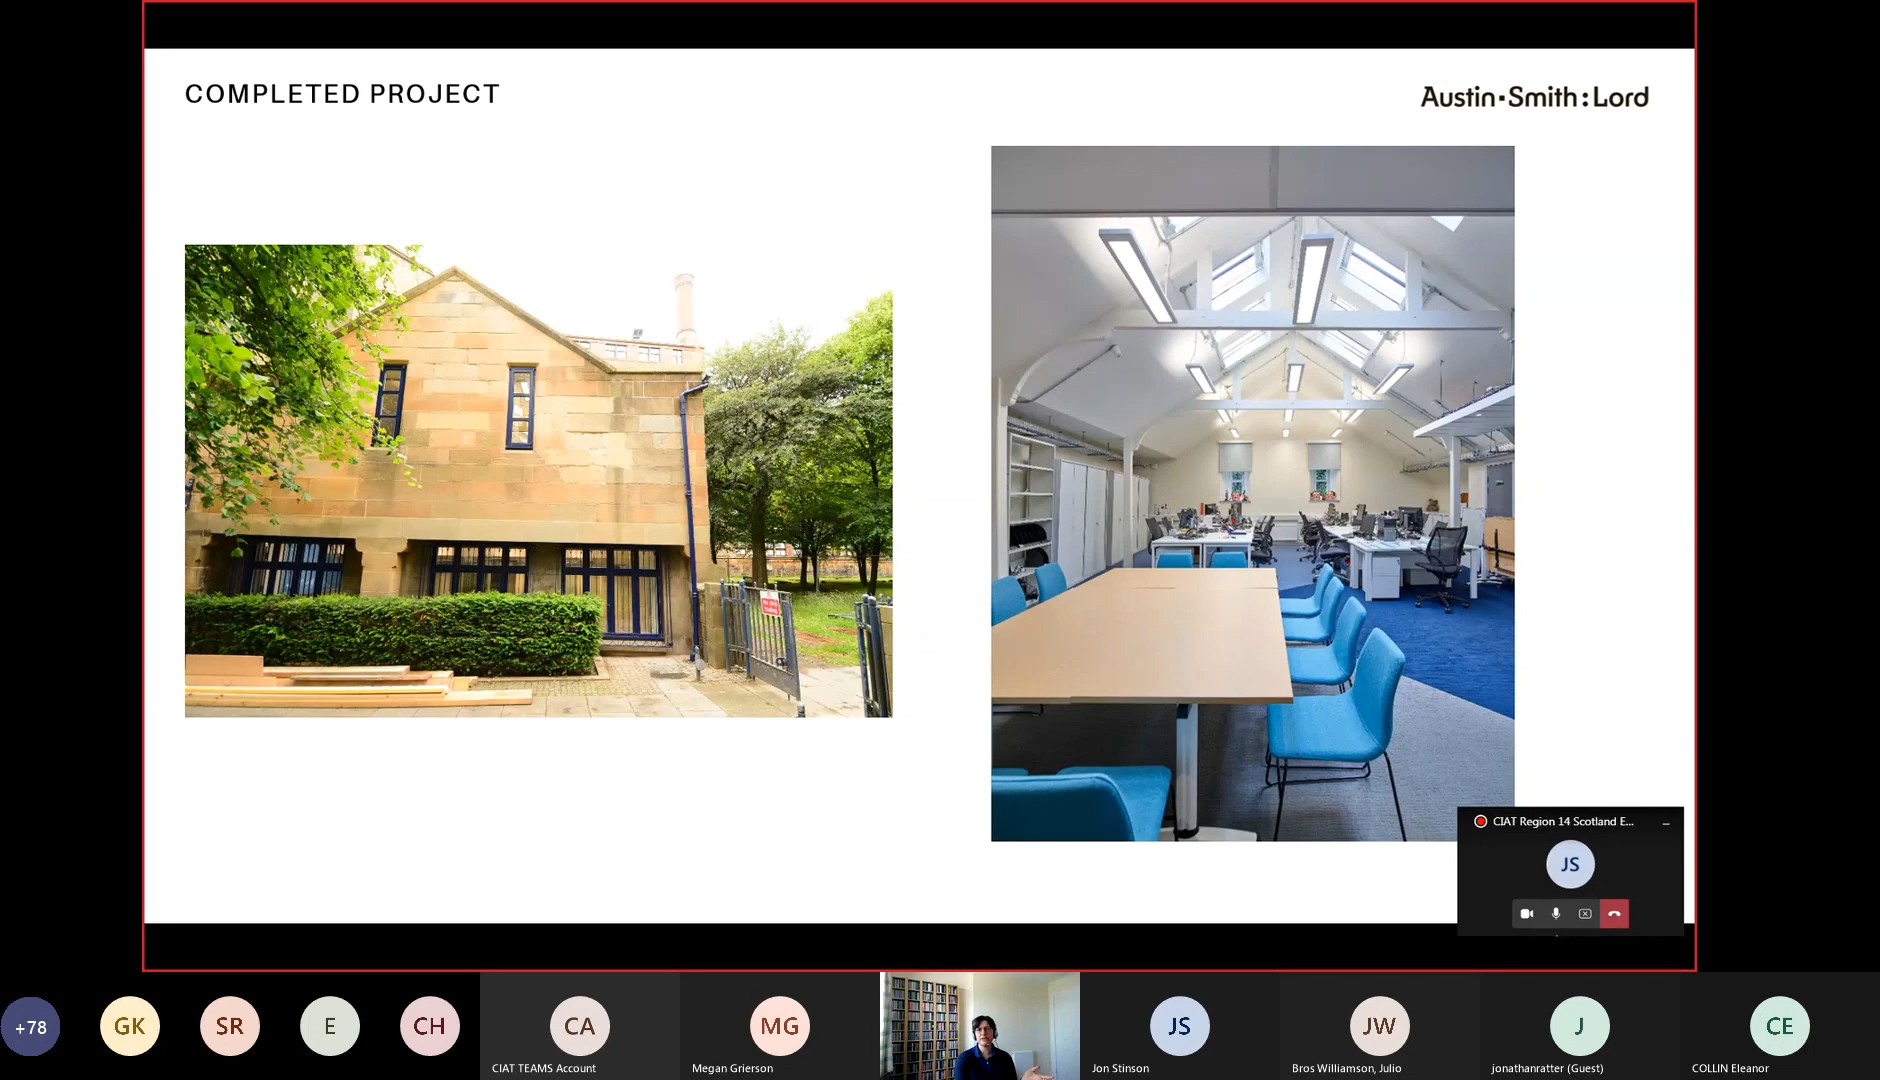 COMPLETED PROJECT
Austin·Smith:Lord
CIAT Region 14 Scotland E...
JS
+78
GK
SR
E
CH
CA
MG
JS
JW
J
CE
CIAT TEAMS Account
Megan Grierson
Jon Stinson
Bros Williamson, Julio
jonathanratter (Guest)
COLLIN Eleanor